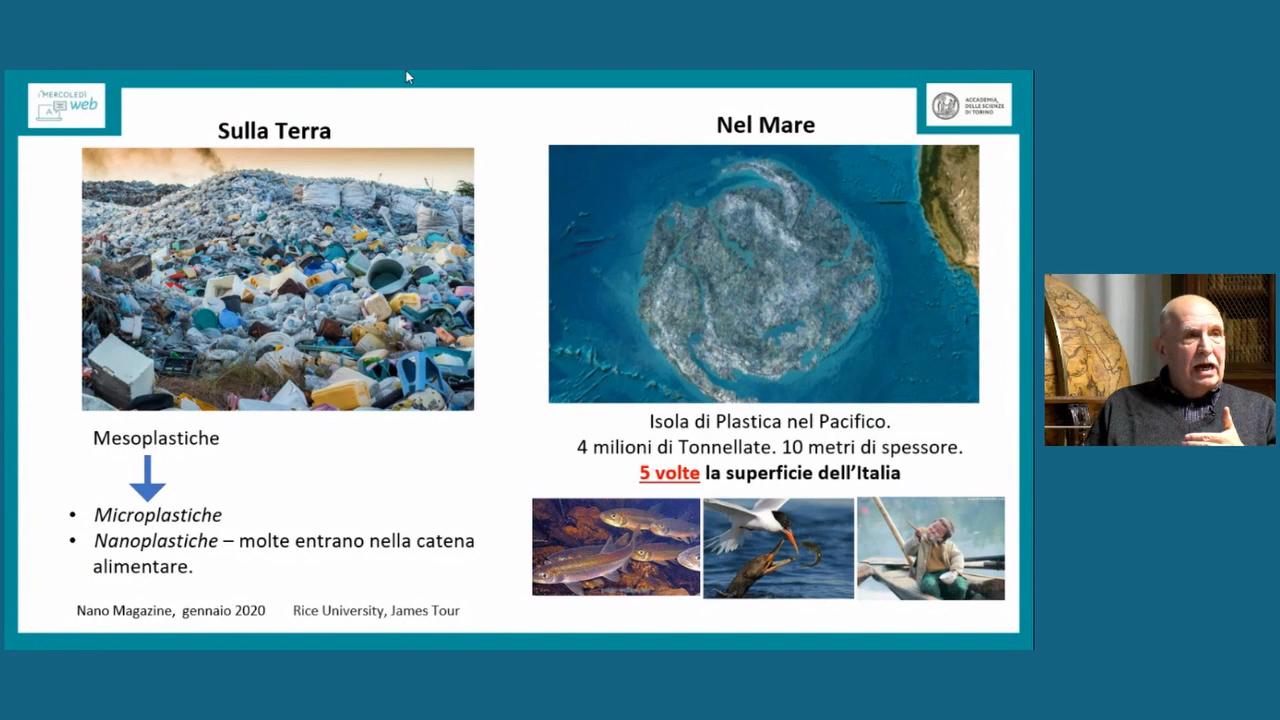 MERCOLEDÌ
web
A
ACCADEMIA
DELLE SCIENZE
DI TORINO
Sulla Terra
Nel Mare
Mesoplastiche
• Microplastiche
• Nanoplastiche – molte entrano nella catena
alimentare.
Nano Magazine, gennaio 2020 Rice University, James Tour
Isola di Plastica nel Pacifico.
4 milioni di Tonnellate. 10 metri di spessore.
5 volte la superficie dell’Italia